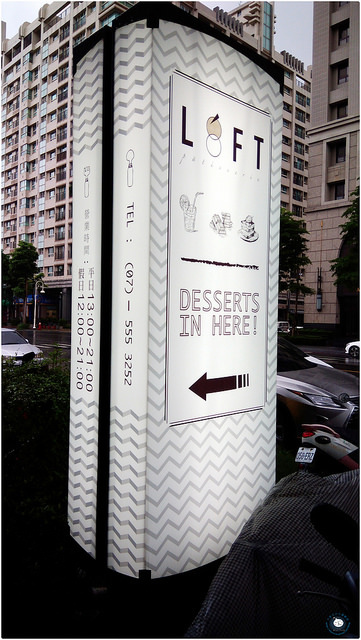 營業時間：
平日 13:00~21:00
假日 12:00~21:00
TEL : (07) - 555 3252
LOFT
DESSERTS
IN HERE!